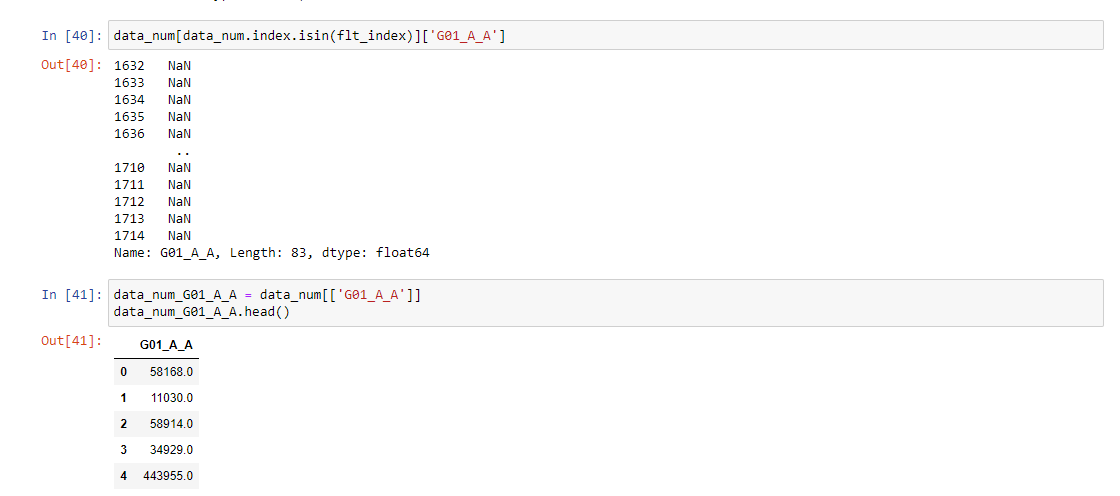 In [40]: data_num[data_num.index.isin(flt_index)]['G01_A_A']
Out[40]: 1632 NaN
1633 NaN
1634 NaN
1635 NaN
1636 NaN
..
1710 NaN
1711 NaN
1712 NaN
1713 NaN
1714 NaN
Name: G01_A_A, Length: 83, dtype: float64
In [41]: data_num_G01_A_A = data_num[['G01_A_A']]
data_num_G01_A_A.head()
Out[41]:
G01_A_A
0 58168.0
1 11030.0
2 58914.0
3 34929.0
4 443955.0